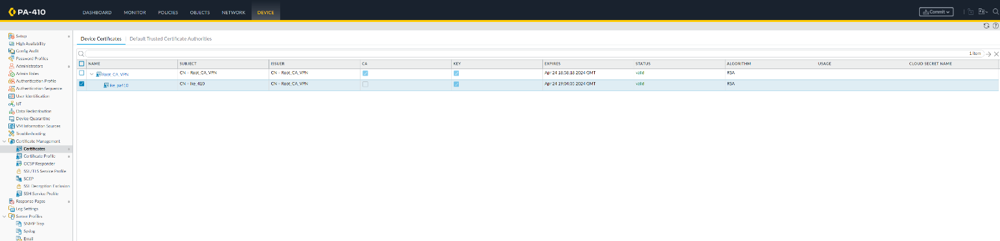 PA-410 DASHBOARD MONITOR POLICIES OBJECTS NETWORK DEVICE Commit
Setup
High Availability
Config Audit
Password Profiles
Administrators
Admin Roles
Authentication Profile
Authentication Sequence
User Identification
IoT
Data Redistribution
Device Quarantine
VM Information Sources
Troubleshooting
Certificate Management
Certificates
Certificate Profile
OCSP Responder
SSL/TLS Service Profile
SCEP
SSL Decryption Exclusion
SSH Service Profile
Response Pages
Log Settings
Server Profiles
SNMP Trap
Syslog
Email
Device Certificates Default Trusted Certificate Authorities
1 item
NAME SUBJECT ISSUER CA KEY EXPIRES STATUS ALGORITHM USAGE CLOUD SECRET NAME
Root_CA_VPN CN = Root_CA_VPN CN = Root_CA_VPN Apr 24 18:58:18 2024 GMT valid RSA
ike_pa410 CN = ike_410 CN = Root_CA_VPN Apr 24 19:04:05 2024 GMT valid RSA